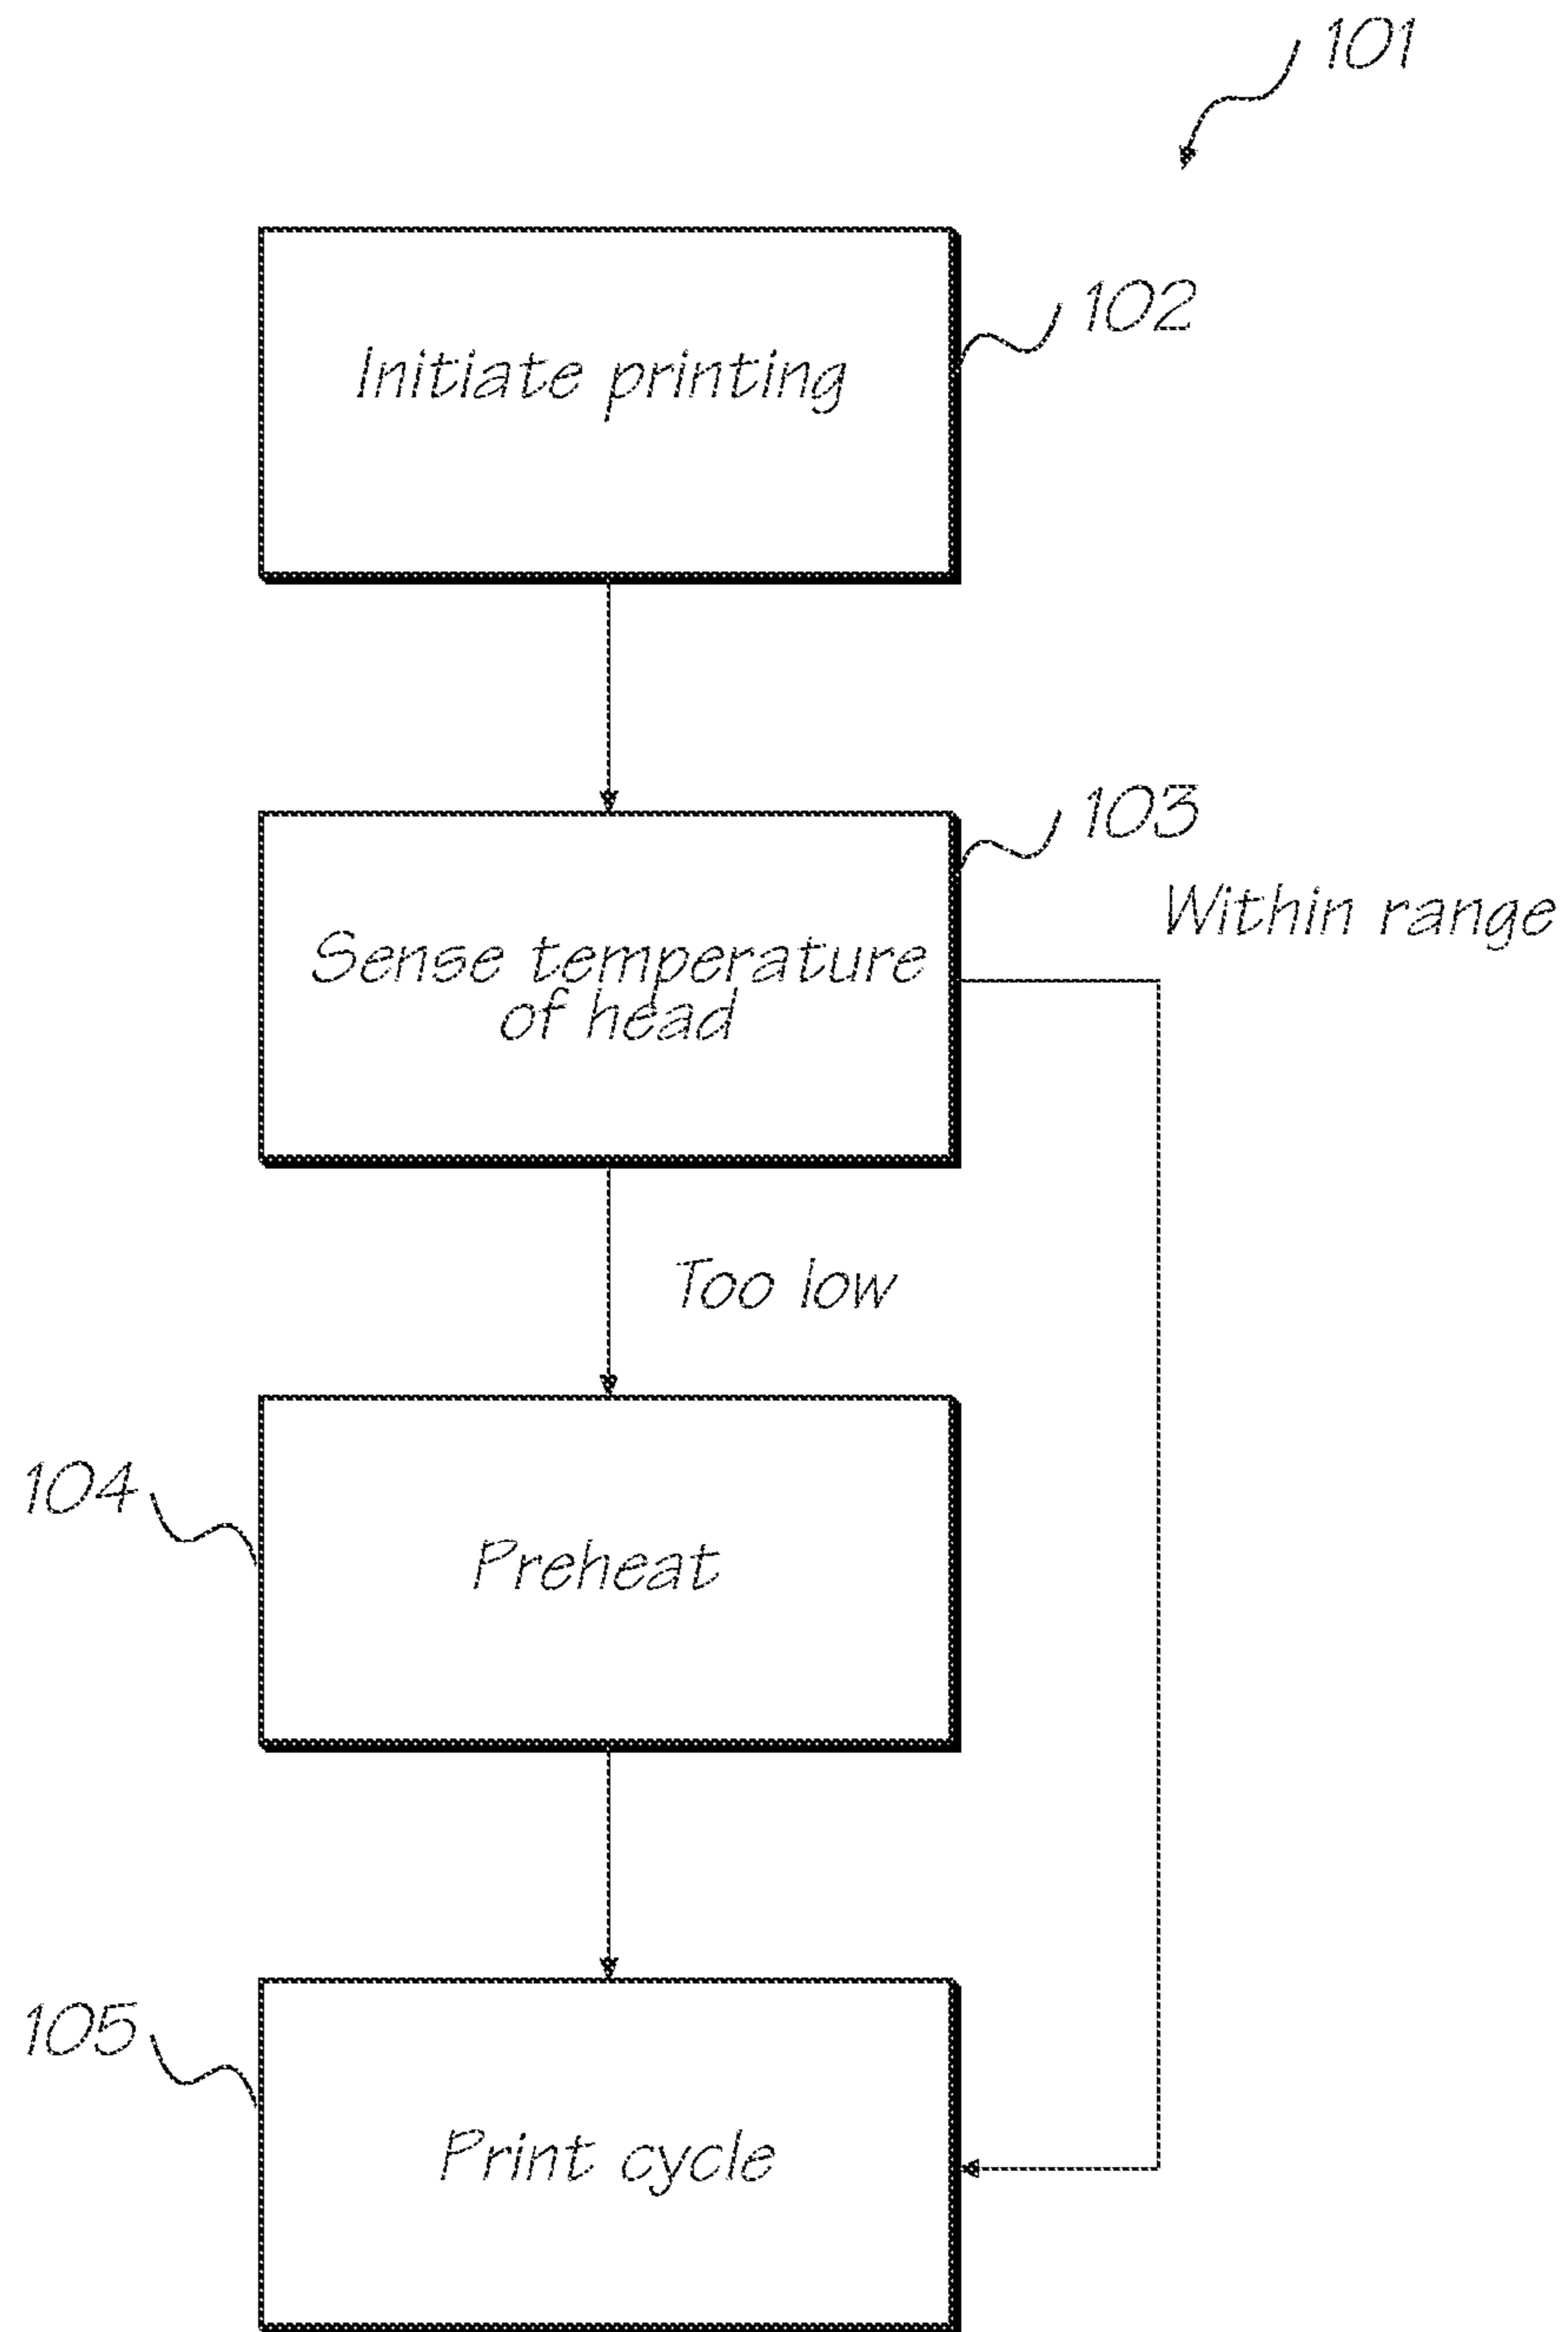 101
Initiate printing
102
103
Within range
Sense temperature
of head
Too low
104
Preheat
105
Print cycle